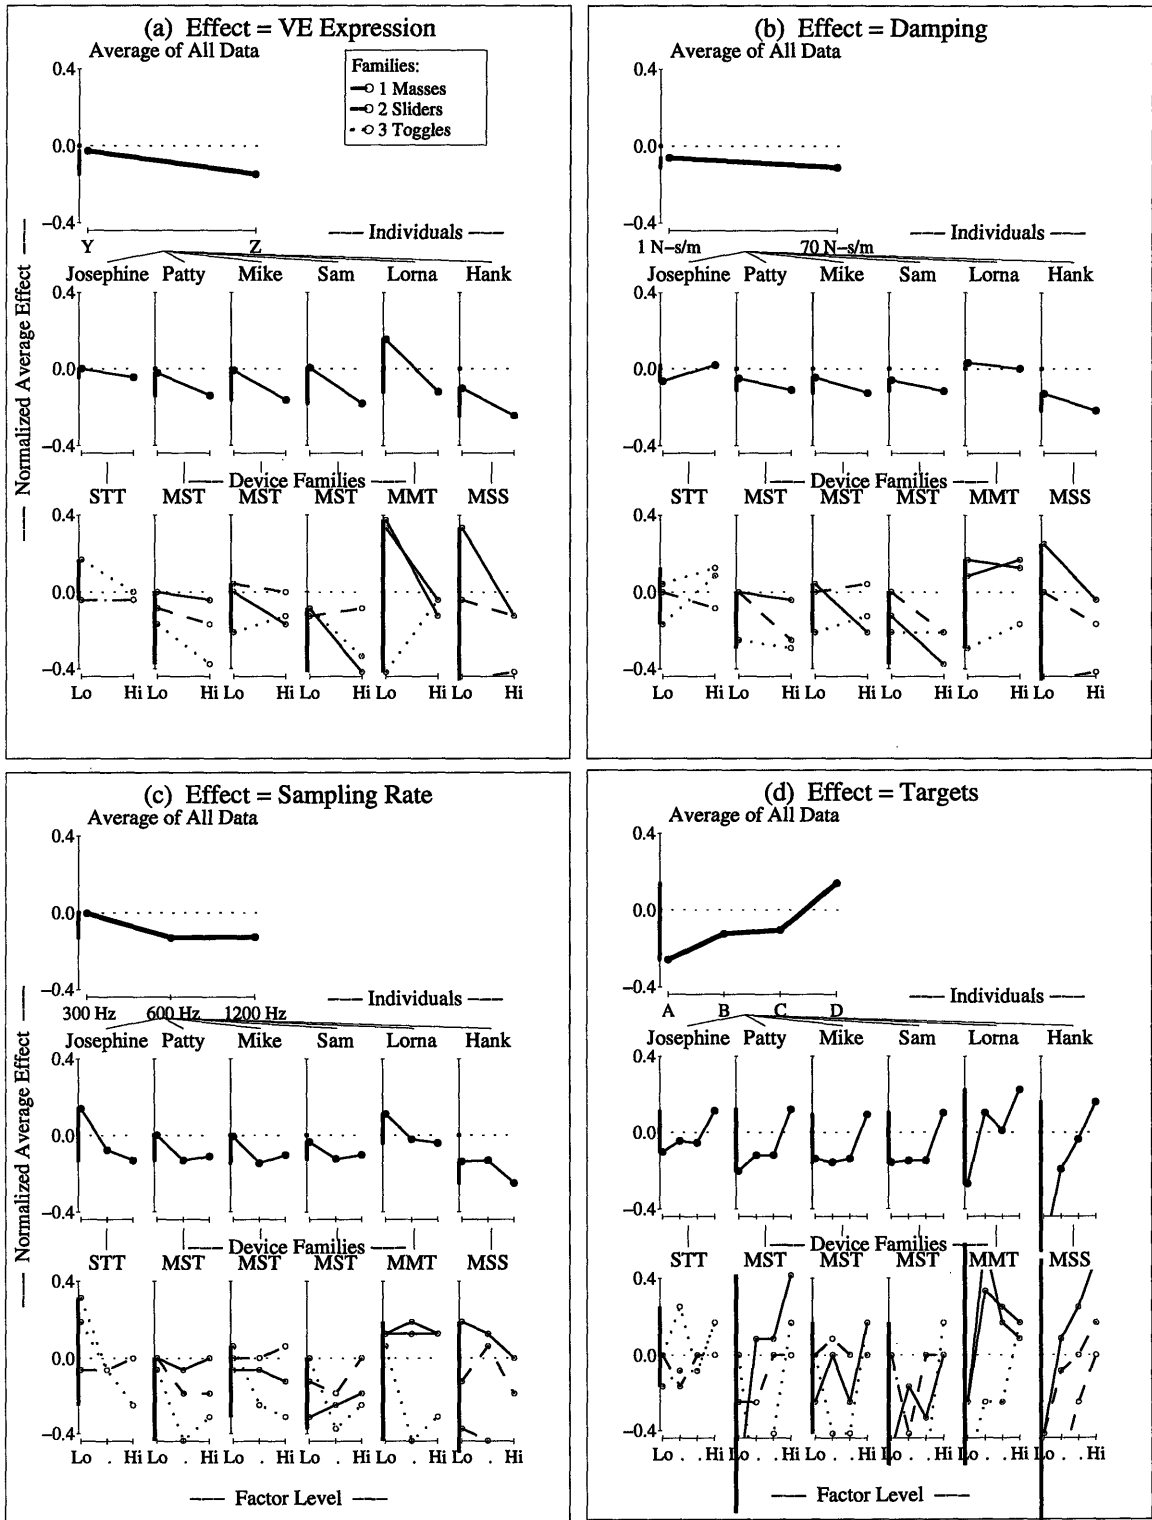 (a) Effect = VE Expression
Average of All Data
Families:
1 Masses
2 Sliders
3 Toggles
0.4
0.0
−0.4
Y Z
Individuals
Josephine Patty Mike Sam Lorna Hank
0.4
0.0
−0.4
Device Families
STT MST MST MST MMT MSS
0.4
0.0
−0.4
Lo Hi Lo Hi Lo Hi Lo Hi Lo Hi Lo Hi
Normalized Average Effect
(b) Effect = Damping
Average of All Data
0.4
0.0
−0.4
1 N−s/m 70 N−s/m
Individuals
Josephine Patty Mike Sam Lorna Hank
0.4
0.0
−0.4
Device Families
STT MST MST MST MMT MSS
0.4
0.0
−0.4
Lo Hi Lo Hi Lo Hi Lo Hi Lo Hi Lo Hi
(c) Effect = Sampling Rate
Average of All Data
0.4
0.0
−0.4
300 Hz 600 Hz 1200 Hz
Individuals
Josephine Patty Mike Sam Lorna Hank
0.4
0.0
−0.4
Device Families
STT MST MST MST MMT MSS
0.4
0.0
−0.4
Lo . . Hi Lo . Hi Lo . Hi Lo . Hi Lo . Hi Lo . Hi
Factor Level
Normalized Average Effect
(d) Effect = Targets
Average of All Data
0.4
0.0
−0.4
A B C D
Individuals
Josephine Patty Mike Sam Lorna Hank
0.4
0.0
−0.4
Device Families
STT MST MST MST MMT MSS
0.4
0.0
−0.4
Lo . . Hi Lo . . Hi Lo . . Hi Lo . . Hi Lo . . Hi Lo . . Hi
Factor Level